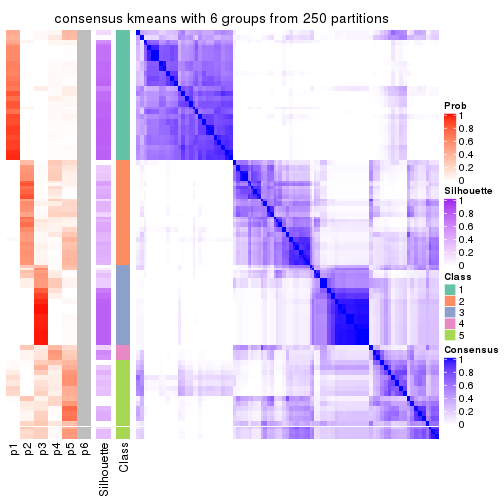 consensus kmeans with 6 groups from 250 partitions
Prob
1
0.8
0.6
0.4
0.2
0
Silhouette
1
0.8
0.6
0.4
0.2
0
Class
1
2
3
4
5
Consensus
1
0.8
0.6
0.4
0.2
0
p1
p2
p3
p4
p5
p6
Silhouette
Class